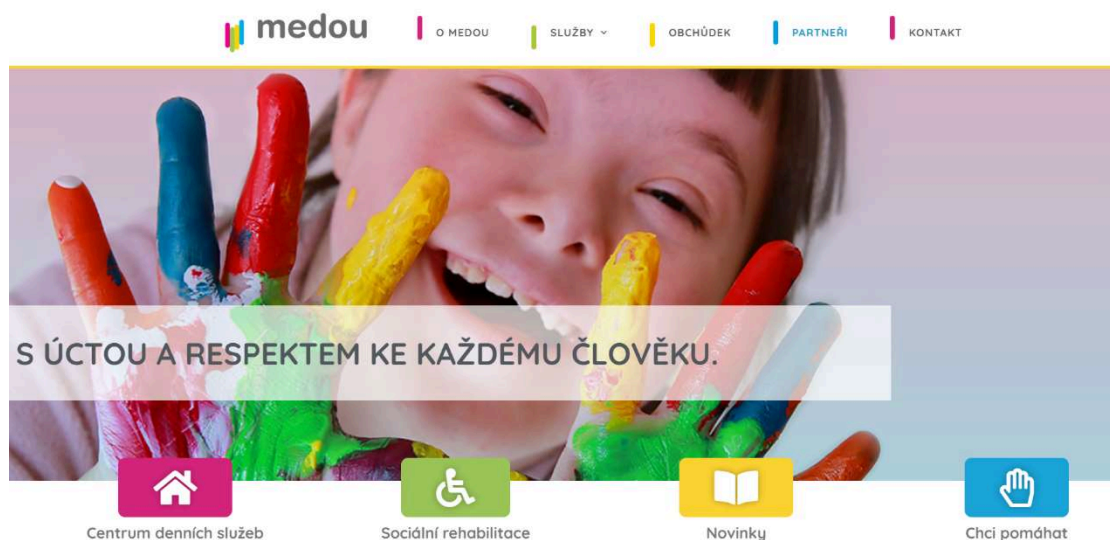 medou
O MEDOU
SLUŽBY
OBCHŮDEK
PARTNEŘI
KONTAKT
S ÚCTOU A RESPEKTEM KE KAŽDÉMU ČLOVĚKU.
Centrum denních služeb
Sociální rehabilitace
Novinky
Chci pomáhat